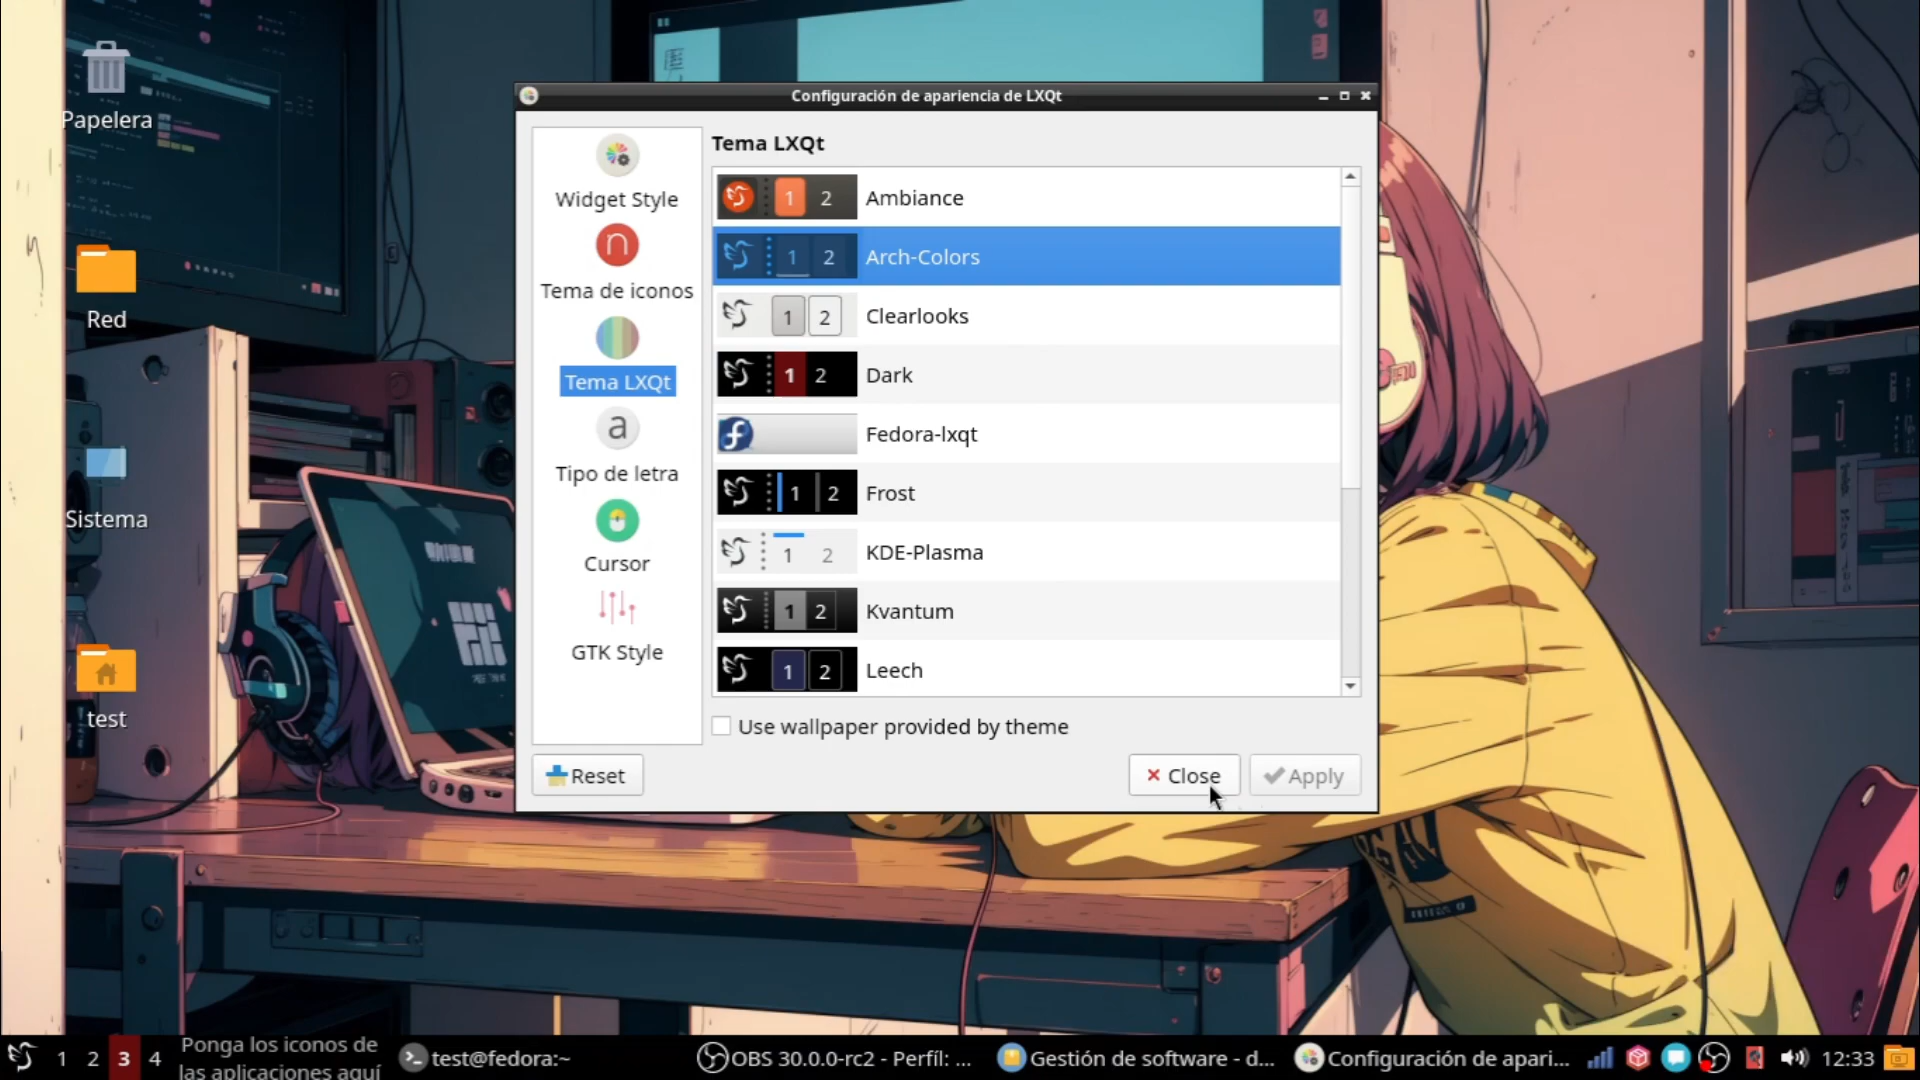 Papelera
Red
Sistema
test
Configuración de apariencia de LXQt
Widget Style
Tema de iconos
Tema LXQt
a
Tipo de letra
Cursor
GTK Style
Tema LXQt
1 2 Ambiance
1 2 Arch-Colors
1 2 Clearlooks
1 2 Dark
Fedora-lxqt
1 2 Frost
1 2 KDE-Plasma
1 2 Kvantum
1 2 Leech
Use wallpaper provided by theme
Reset
Close
Apply
1 2 3 4
Ponga los iconos de
las aplicaciones aquí
test@fedora:~
OBS 30.0.0-rc2 - Perfíl: ...
Gestión de software - d...
Configuración de apari...
12:33